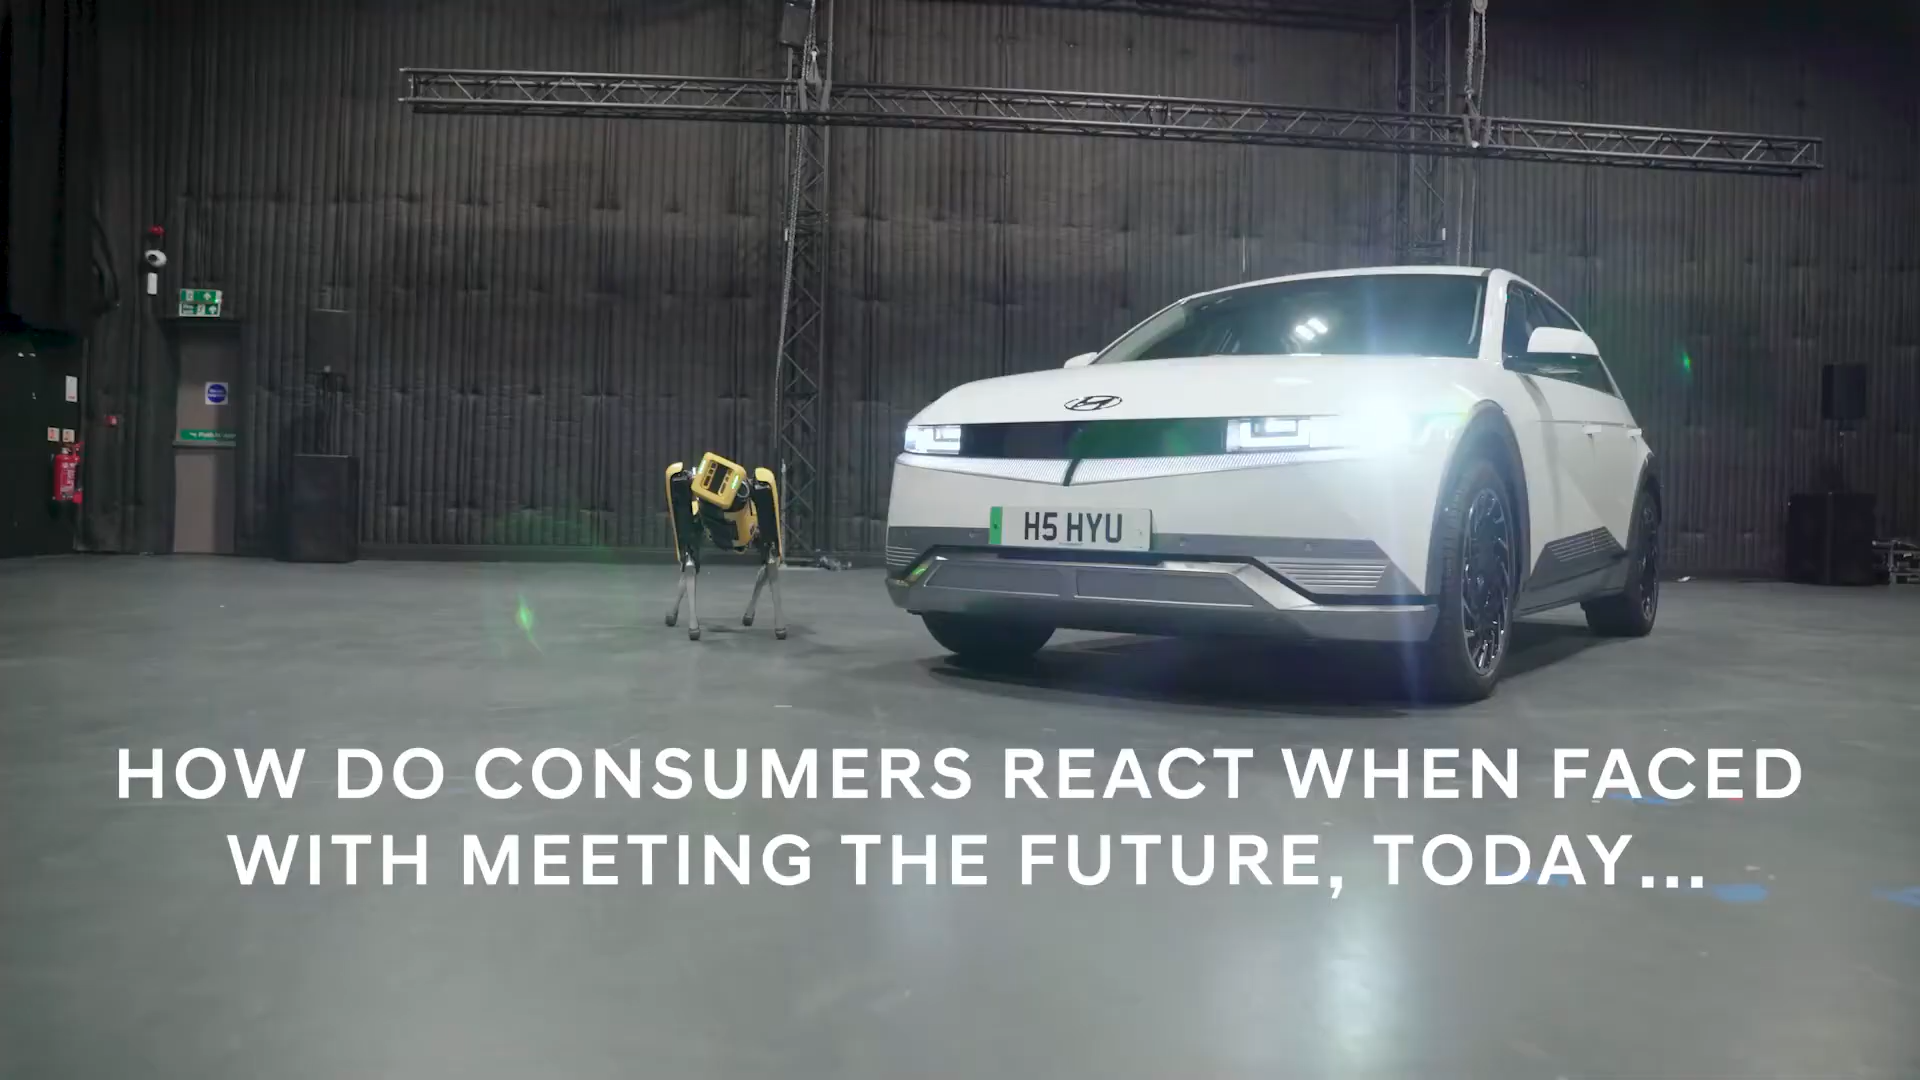 H5 HYU
HOW DO CONSUMERS REACT WHEN FACED
WITH MEETING THE FUTURE, TODAY...